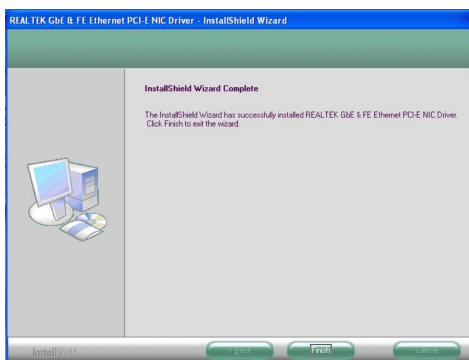 REALTEK GbE & FE Ethernet PCI-E NIC Driver - InstallShield Wizard
InstallShield Wizard Complete
The InstallShield Wizard has successfully installed REALTEK GbE & FE Ethernet PCI-E NIC Driver.
Click Finish to exit the wizard.
InstallShield
< Back
Finish
Cancel